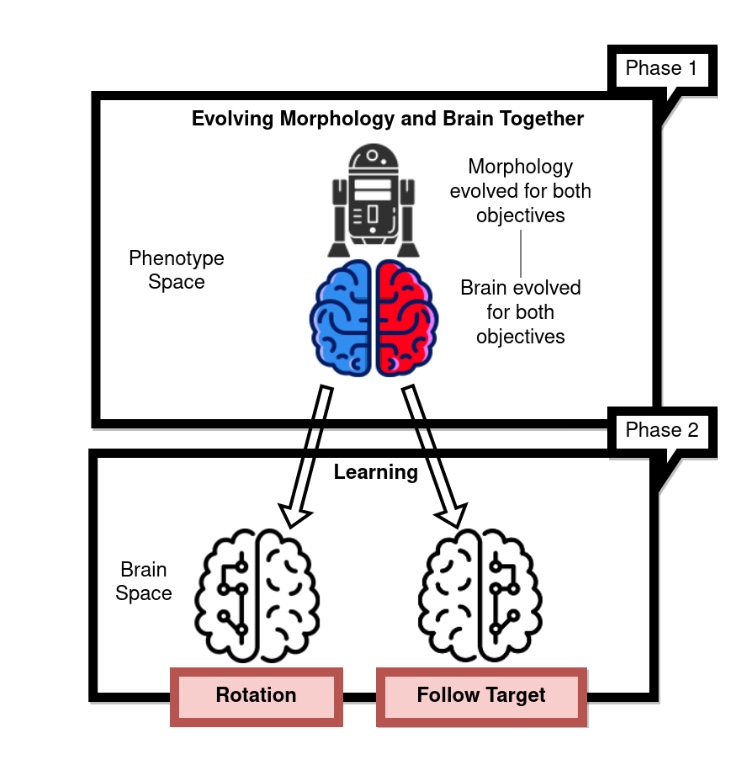 Phase 1
Evolving Morphology and Brain Together
Morphology
evolved for both
objectives
Phenotype
Space
Brain evolved
for both
objectives
Phase 2
Learning
Brain
Space
Rotation
Follow Target